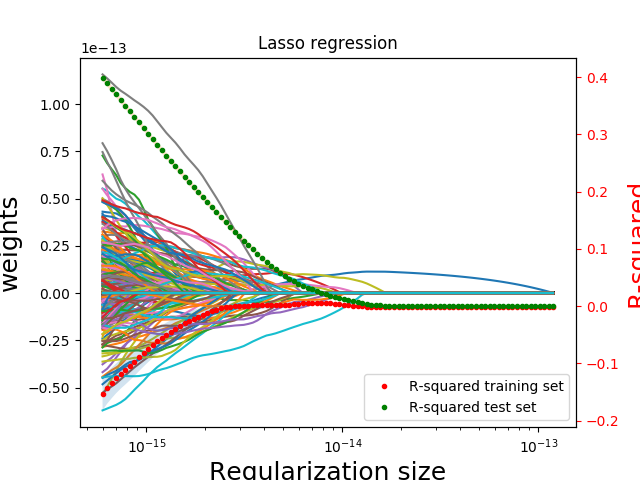 Lasso regression
1e−13
1.00
0.75
0.50
0.25
0.00
−0.25
−0.50
weights
0.4
0.3
0.2
0.1
0.0
−0.1
−0.2
R-squared
R-squared training set
R-squared test set
10−15
10−14
10−13
Regularization size